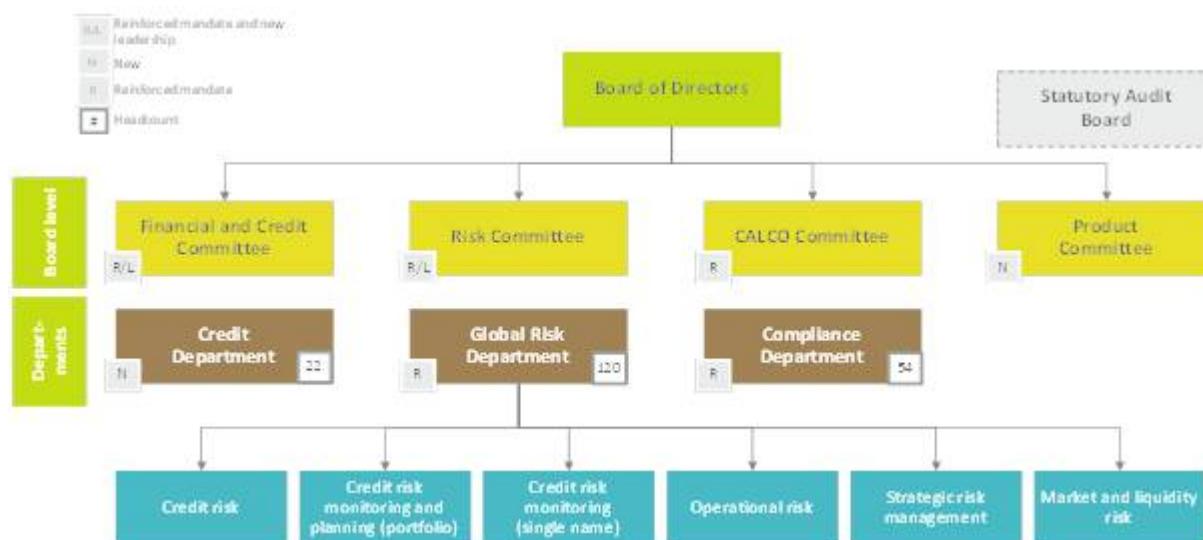 R/L Reinforced mandate and new
leadership
N New
R Reinforced mandate
# Headcount
Board of Directors
Statutory Audit
Board
Board level
Financial and Credit
Committee
R/L
Risk Committee
R/L
CALCO Committee
R
Product
Committee
N
Depart-
ments
Credit
Department
N
22
Global Risk
Department
R
120
Compliance
Department
R
54
Credit risk
Credit risk
monitoring and
planning (portfolio)
Credit risk
monitoring
(single name)
Operational risk
Strategic risk
management
Market and liquidity
risk